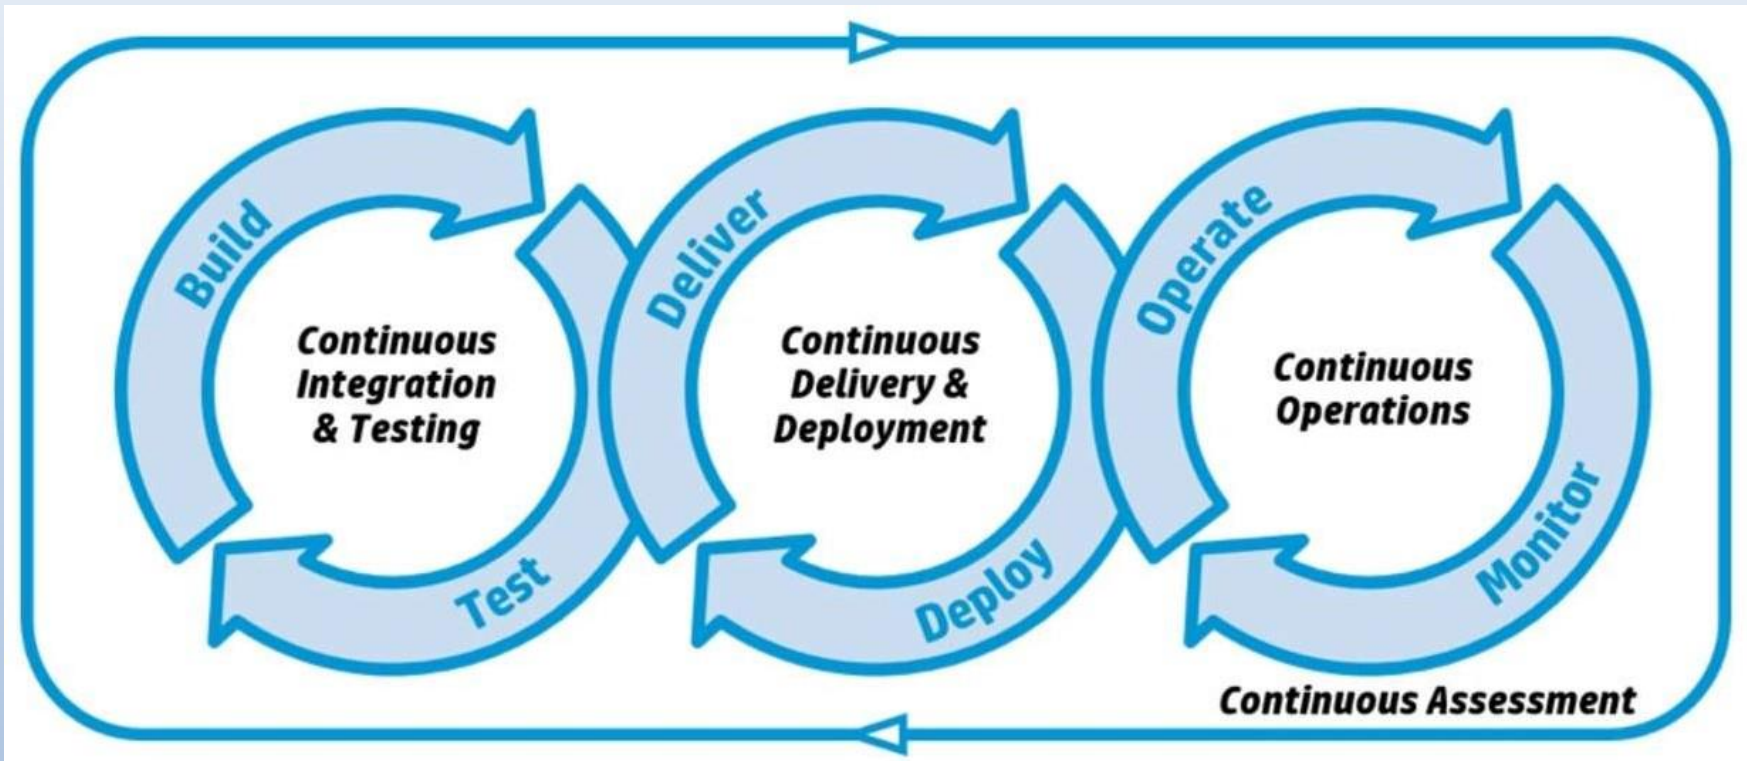 Build
Continuous
Integration
& Testing
Test
Deliver
Continuous
Delivery &
Deployment
Deploy
Operate
Continuous
Operations
Monitor
Continuous Assessment